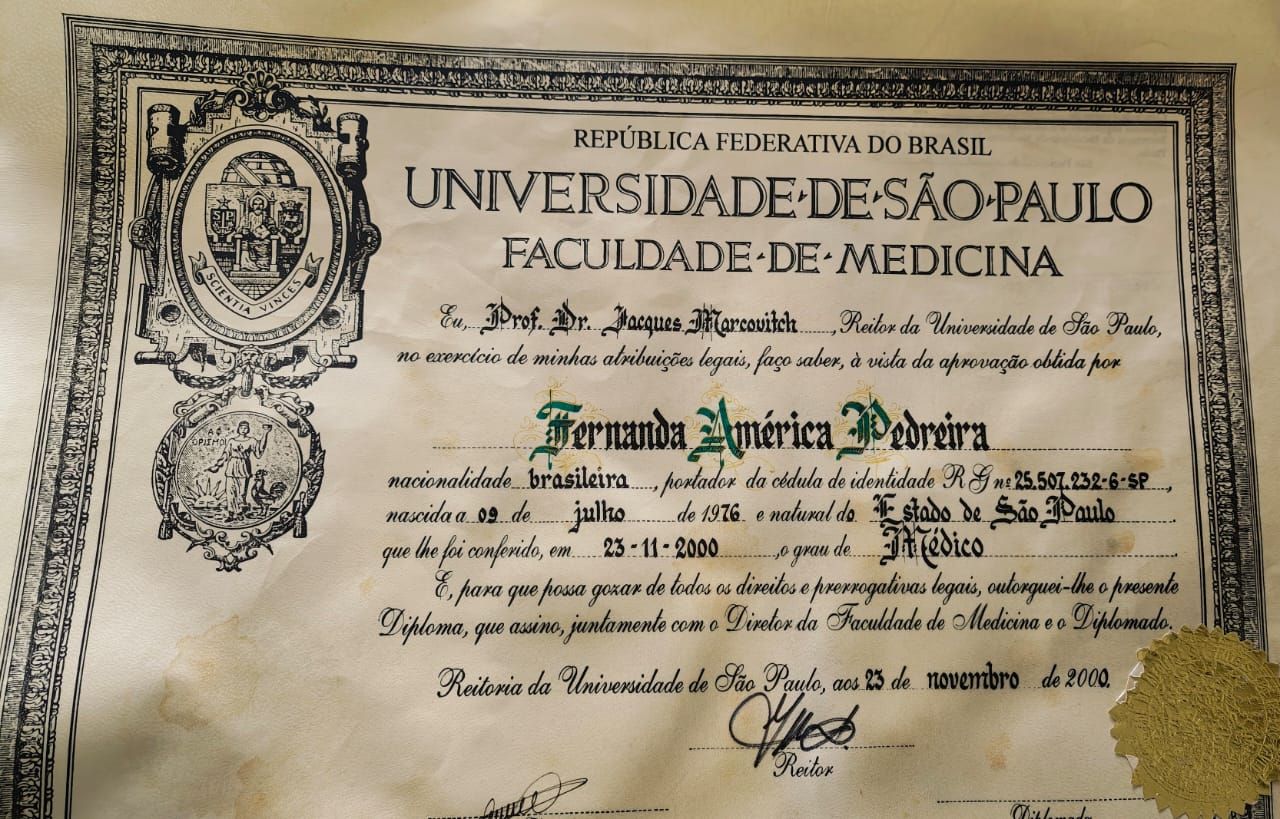 REPÚBLICA FEDERATIVA DO BRASIL
UNIVERSIDADE·DE·SÃO·PAULO
FACULDADE·DE·MEDICINA
SCIENTIA VINCES
Eu, Prof. Dr. Jacques Marcovitch, Reitor da Universidade de São Paulo,
no exercício de minhas atribuições legais, faço saber, à vista da aprovação obtida por
Fernanda América Pedreira
nacionalidade brasileira, portador da cédula de identidade RG nº 25.507.232-6-SP,
nascida a 09 de julho de 1976 e natural do Estado de São Paulo
que lhe foi conferido, em 23-11-2000, o grau de Médico
E, para que possa gozar de todos os direitos e prerrogativas legais, outorguei-lhe o presente
Diploma, que assino, juntamente com o Diretor da Faculdade de Medicina e o Diplomado.
Reitoria da Universidade de São Paulo, aos 23 de novembro de 2000.
Reitor